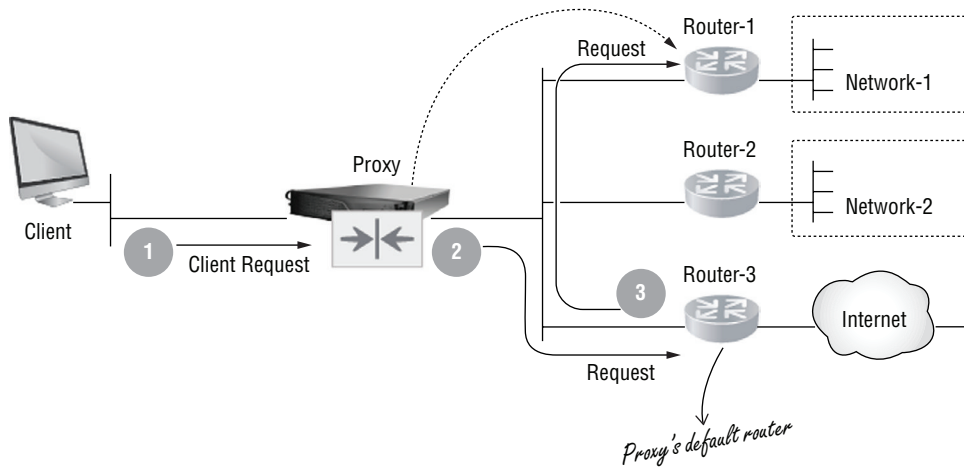 Router-1
Request
Network-1
Proxy
Router-2
Network-2
Client
1
Client Request
2
3
Router-3
Internet
Request
Proxy's default router